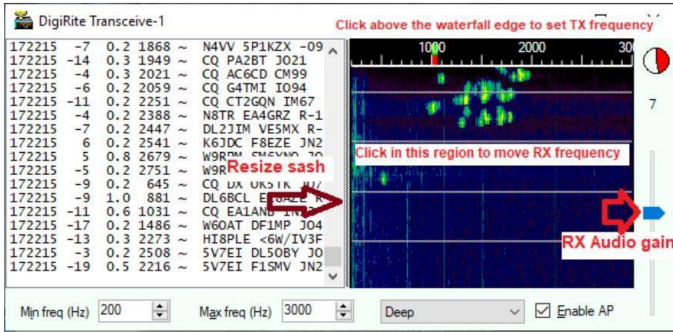 DigiRite Transceive-1
Click above the waterfall edge to set TX frequency
1000 2000 30
172215 -7 0.2 1868 ~ N4VV 5P1KZX -09
172215 -14 0.3 1949 ~ CQ PA2BT JO21
172215 -4 0.3 2021 ~ CQ AC6CD CM99
172215 -6 0.2 2059 ~ CQ G4TMI IO94
172215 -11 0.2 2251 ~ CQ CT2GQN IM67
172215 -4 0.2 2388 ~ N8TR EA4GRZ R-1
172215 -7 0.2 2447 ~ DL2JIM VE5MX R-
172215 6 0.2 2541 ~ K6JDC F8EZE JN2
172215 6 0.8 2679 ~
172215 -5 0.2 2751 ~
172215 -9 0.2 645 ~ CQ DX
172215 -9 1.0 881 ~ DL6BCL
172215 -11 0.6 1031 ~ CQ
172215 -17 0.2 1486 ~ W6OAT DF1MP JO4
172215 -13 0.3 2273 ~ HI8PLE <6W/IV3F
172215 -3 0.2 2508 ~ 5V7EI DL5OBY JO
172215 -19 0.5 2216 ~ 5V7EI F1SMV JN2
Resize sash
Click in this region to move RX frequency
7
RX Audio gain
Min freq (Hz) 200 Max freq (Hz) 3000 Deep Enable AP